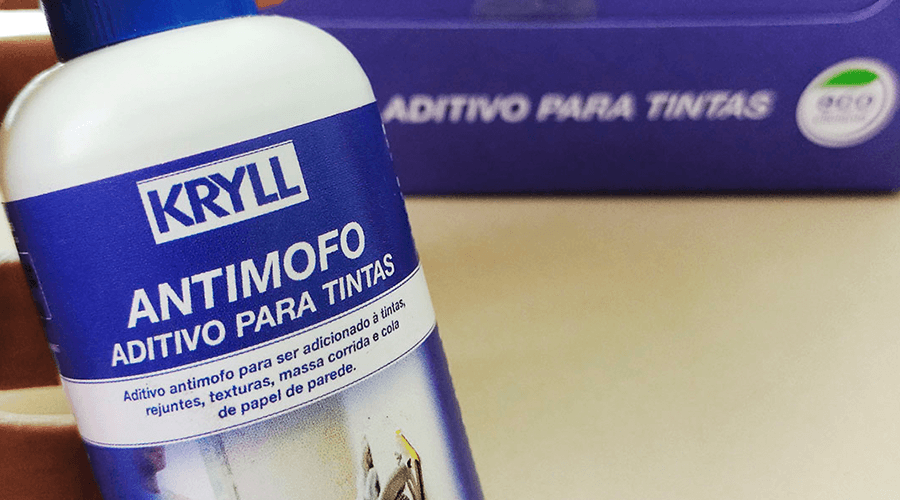 KRYLL
ANTIMOFO
ADITIVO PARA TINTAS
Aditivo antimofo para ser adicionado à tintas,
rejuntes, texturas, massa corrida e cola
de papel de parede.
ADITIVO PARA TINTAS
eco